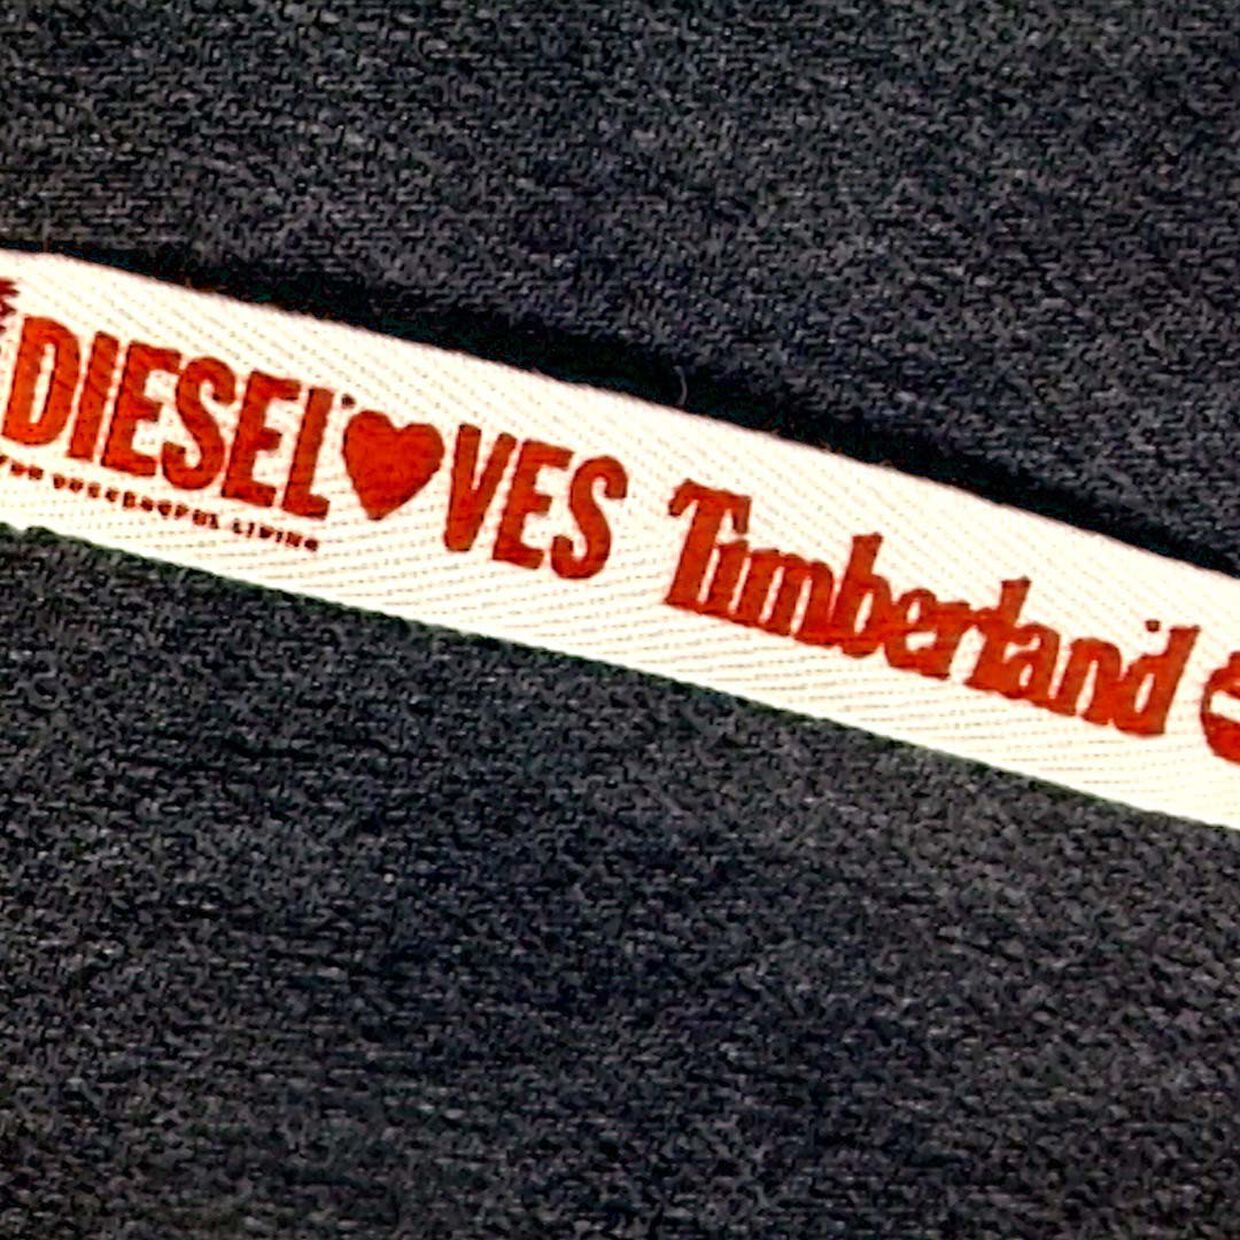 DIESEL♥VES Timberland
FOR SUCCESSFUL LIVING